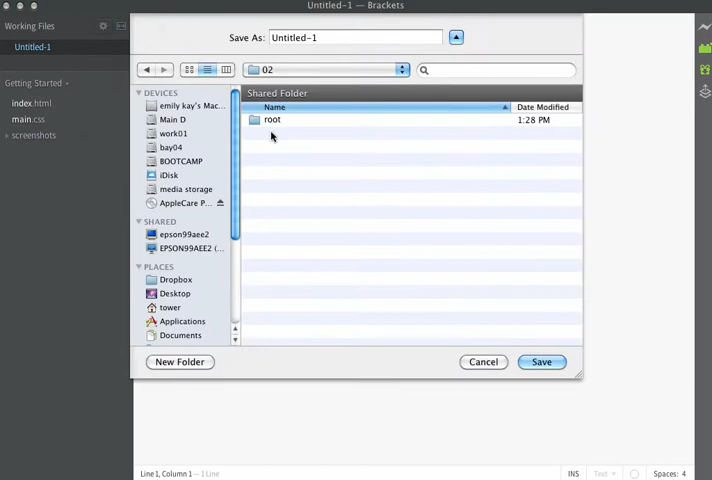 Untitled-1 — Brackets
Working Files
Untitled-1
Getting Started
index.html
main.css
screenshots
Save As: Untitled-1
02
DEVICES
emily kay's Mac...
Main D
work01
bay04
BOOTCAMP
iDisk
media storage
AppleCare P...
SHARED
epson99aee2
EPSON99AEE2 (...
PLACES
Dropbox
Desktop
tower
Applications
Documents
Shared Folder
Name Date Modified
root 1:28 PM
New Folder Cancel Save
Line 1, Column 1 — 1 Line INS Text Spaces: 4